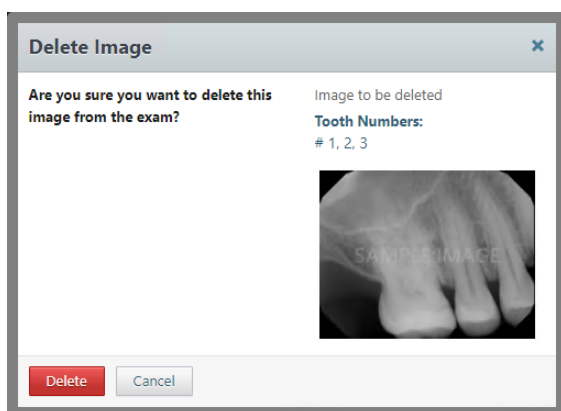 Delete Image
Are you sure you want to delete this
image from the exam?
Image to be deleted
Tooth Numbers:
# 1, 2, 3
SAMPLE IMAGE
Delete
Cancel